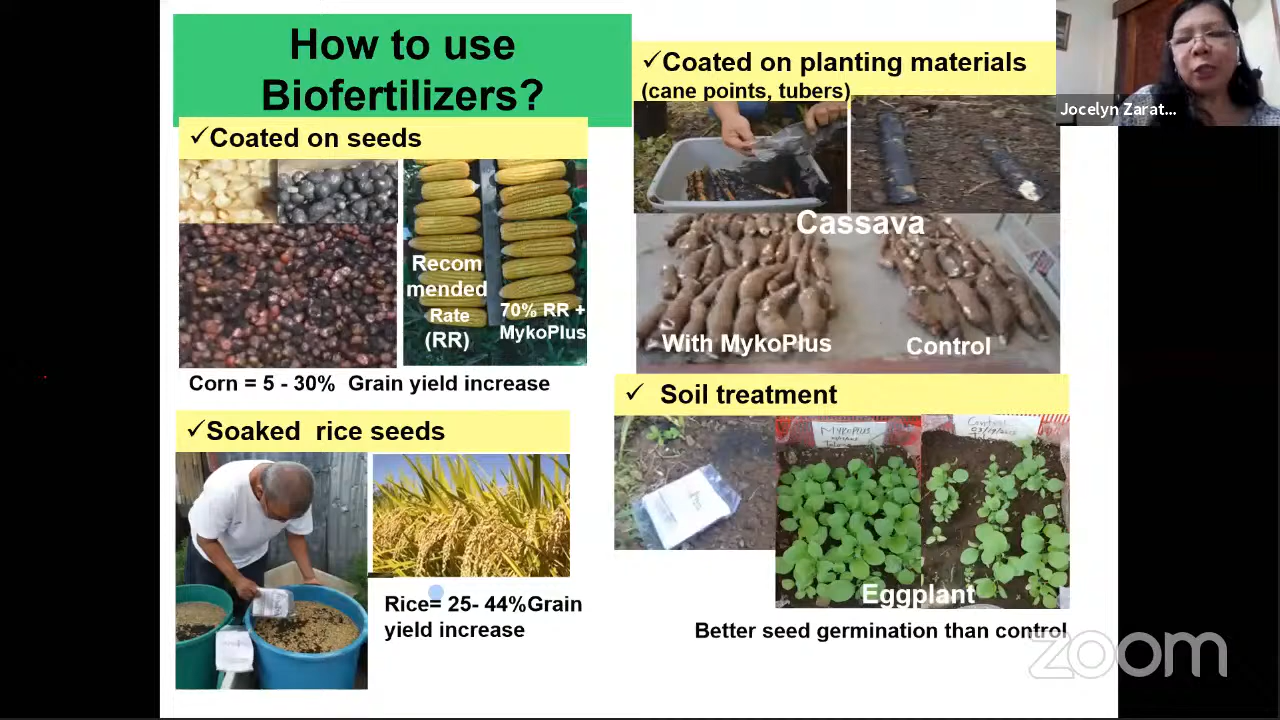 How to use
Biofertilizers?
✓Coated on seeds
Recom
mended
Rate
(RR)
70% RR +
MykoPlus
Corn = 5 - 30% Grain yield increase
✓Soaked rice seeds
Rice= 25- 44%Grain
yield increase
✓Coated on planting materials
(cane points, tubers)
Cassava
With MykoPlus
Control
✓ Soil treatment
MYKOPLUS
Control
Eggplant
Better seed germination than control
Jocelyn Zarat...
zoom